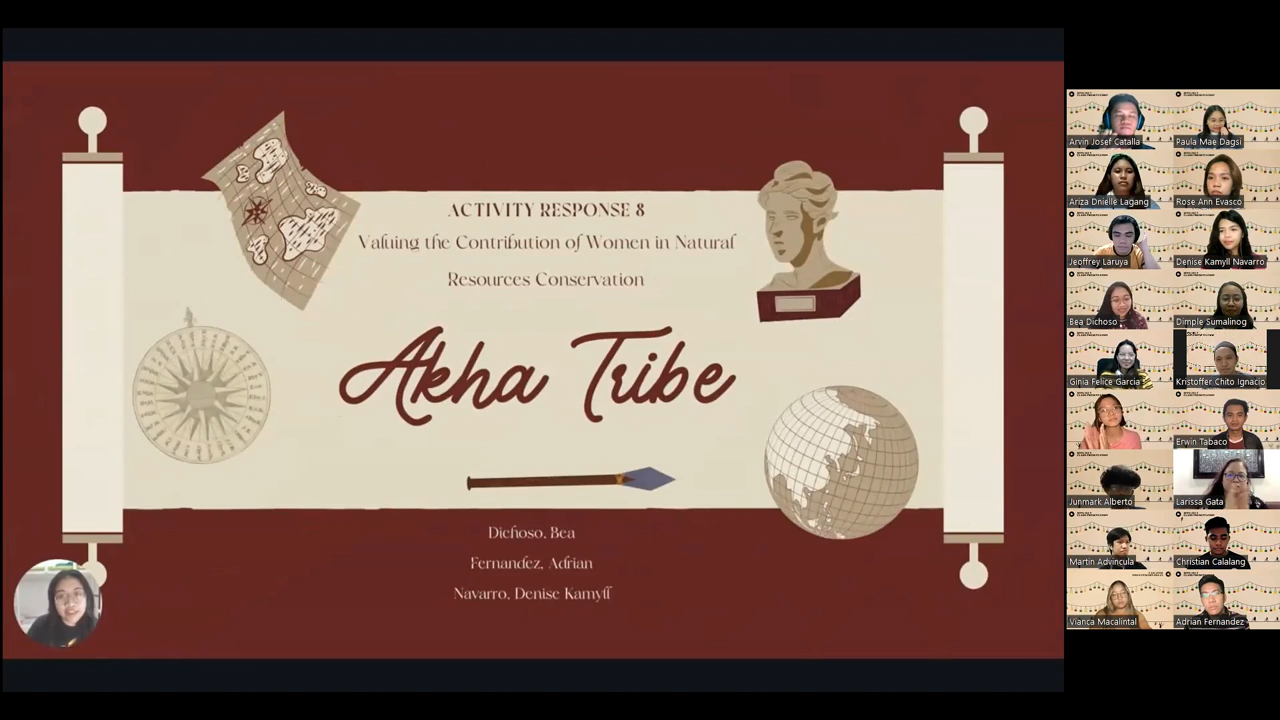 ACTIVITY RESPONSE 8
Valuing the Contribution of Women in Natural
Resources Conservation
Akha Tribe
Dichoso, Bea
Fernandez, Adrian
Navarro, Denise Kamyll
Arvin Josef Catalla
Paula Mae Dagsi
Ariza Dnielle Lagang
Rose Ann Evasco
Jeoffrey Laruya
Denise Kamyll Navarro
Bea Dichoso
Dimple Sumalinog
Ginia Felice Garcia
Kristoffer Chito Ignacio
Erwin Tabaco
Junmark Alberto
Larissa Gata
Martin Advincula
Christian Calalang
Vianca Macalintal
Adrian Fernandez